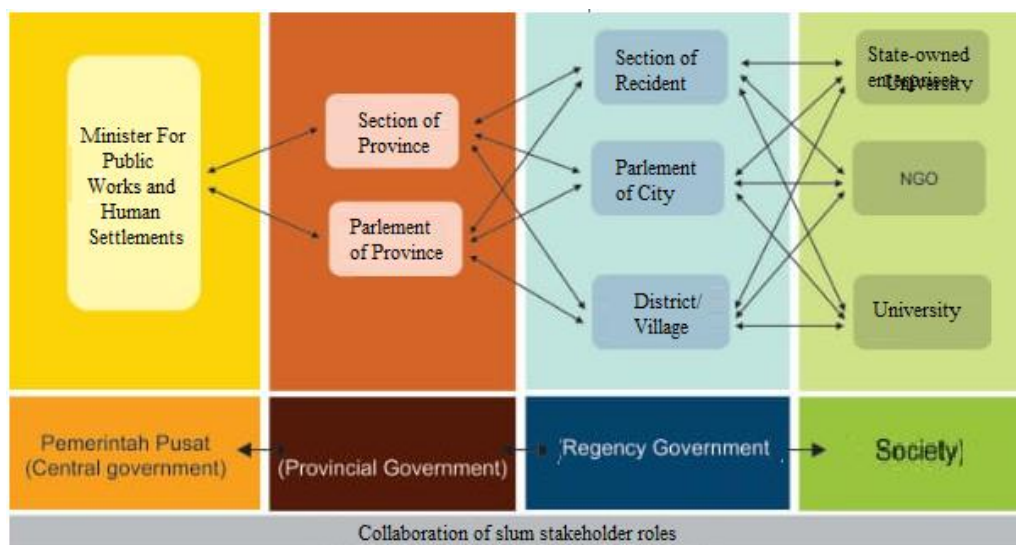 Minister For
Public
Works and
Human
Settlements
Section of
Province
Parlement
of Province
Section of
Recident
Parlement
of City
District/
Village
State-owned
enterprises
University
NGO
University
Pemerintah Pusat
(Central government)
(Provincial Government)
Regency Government
Society
Collaboration of slum stakeholder roles